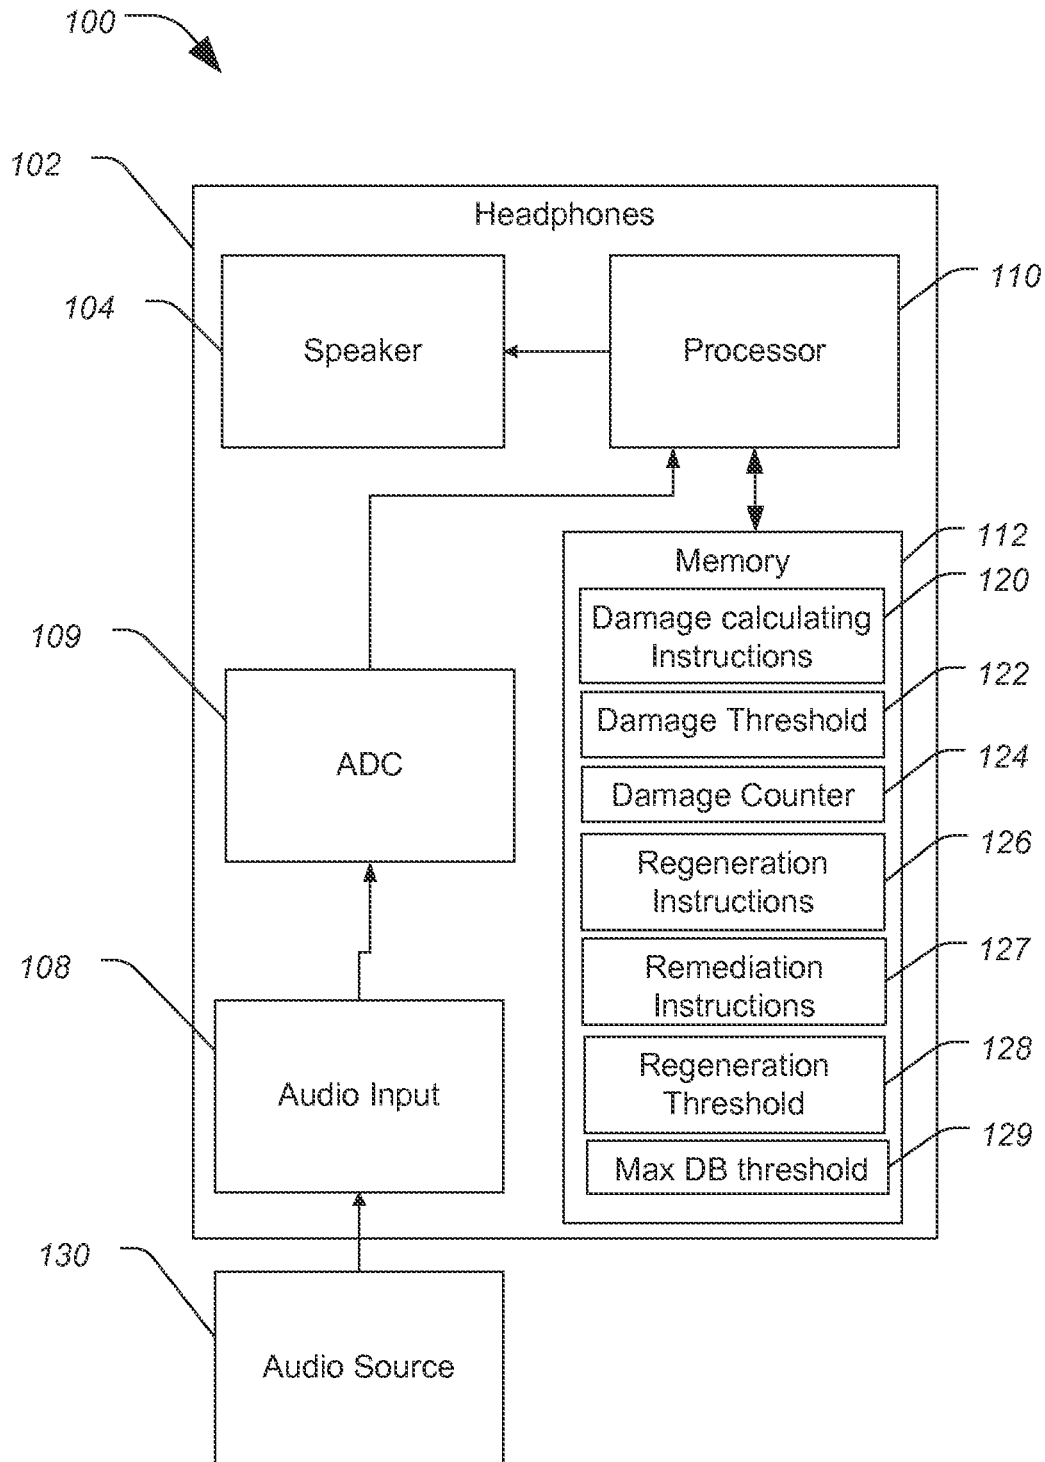 100
102
Headphones
104
Speaker
Processor
110
112
Memory
120
Damage calculating
Instructions
109
122
Damage Threshold
ADC
124
Damage Counter
126
Regeneration
Instructions
108
127
Remediation
Instructions
Audio Input
128
Regeneration
Threshold
129
Max DB threshold
130
Audio Source